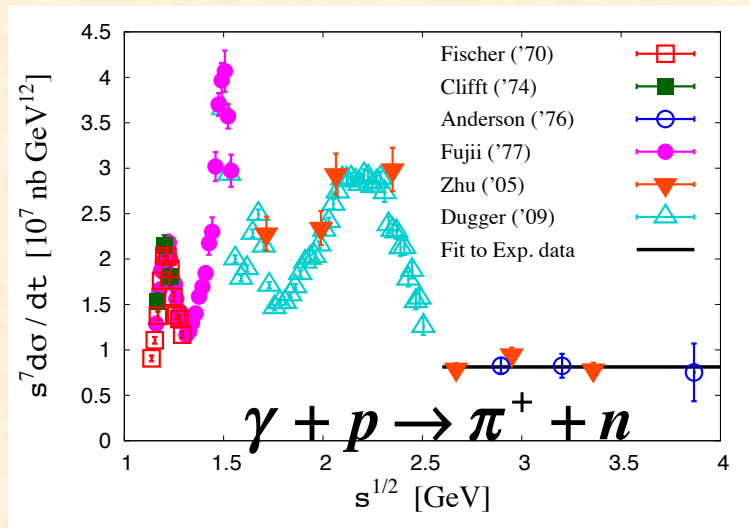 s⁷dσ/dt [10⁷ nb GeV¹²]
4.5
4
3.5
3
2.5
2
1.5
1
0.5
0
Fischer ('70)
Clifft ('74)
Anderson ('76)
Fujii ('77)
Zhu ('05)
Dugger ('09)
Fit to Exp. data
γ + p → π⁺ + n
1 1.5 2 2.5 3 3.5 4
s^{1/2} [GeV]